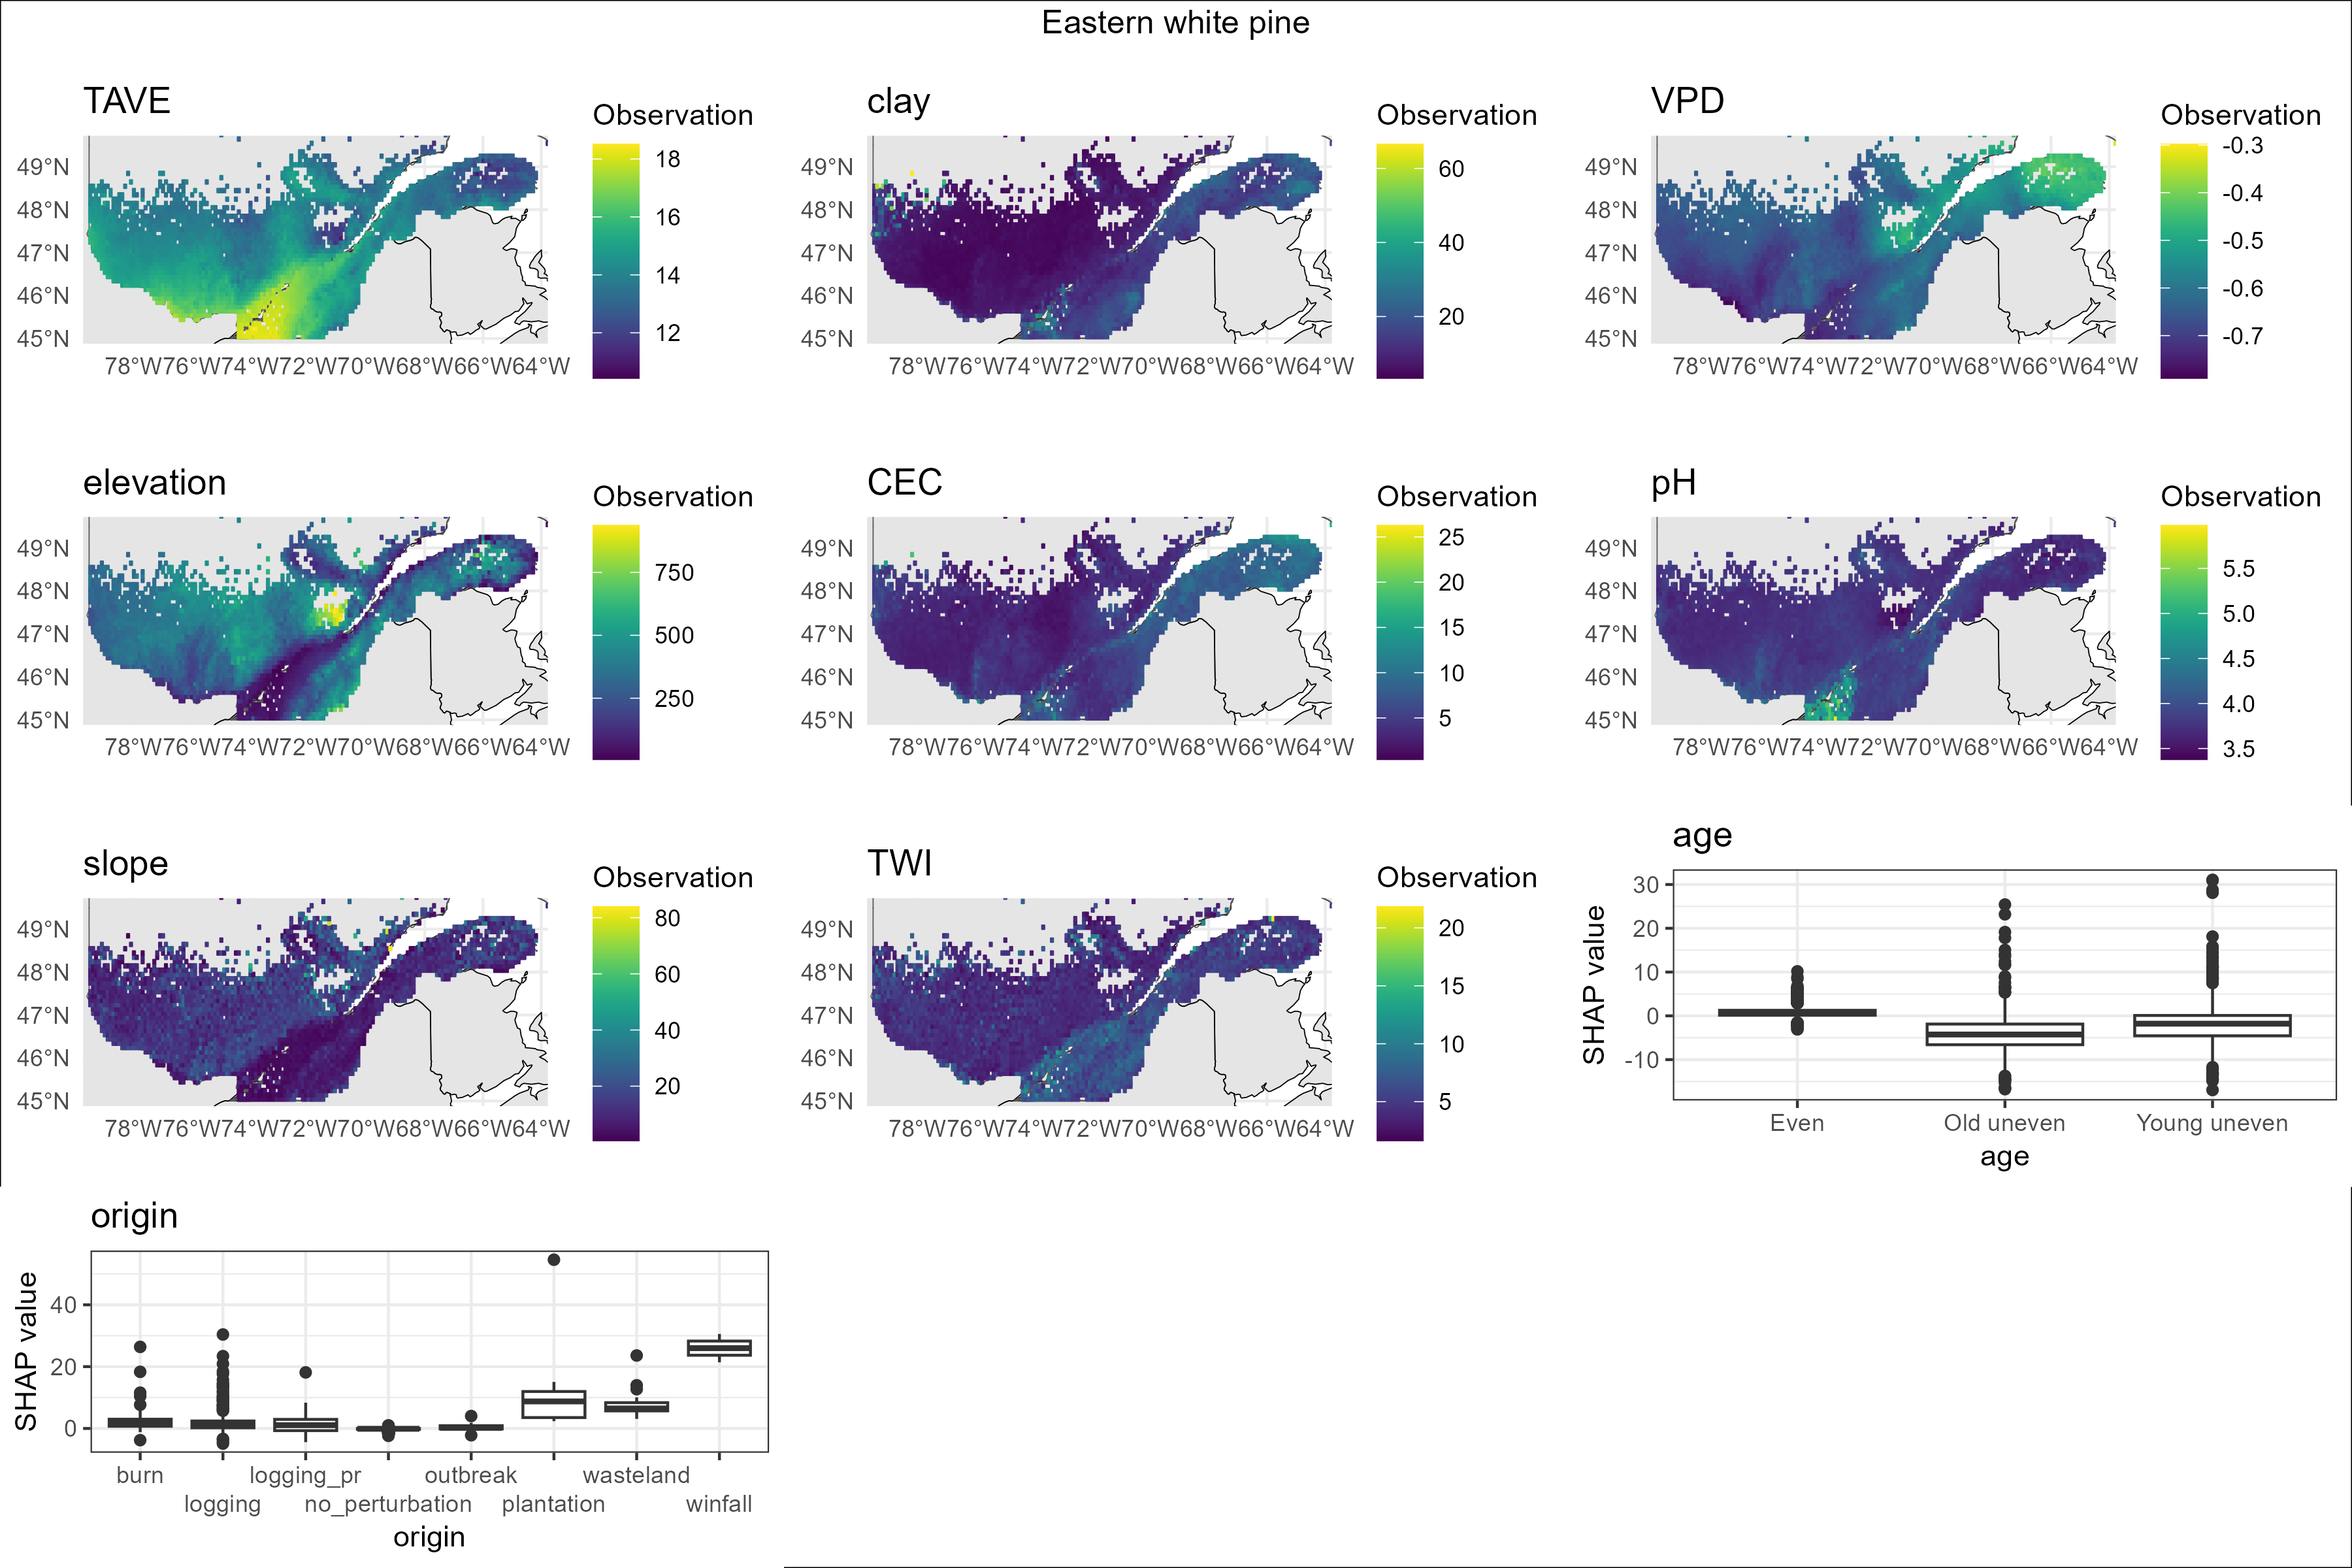 Eastern white pine
TAVE
Observation
49°N
48°N
47°N
46°N
45°N
78°W76°W74°W72°W70°W68°W66°W64°W
18
16
14
12
clay
Observation
49°N
48°N
47°N
46°N
45°N
78°W76°W74°W72°W70°W68°W66°W64°W
60
40
20
VPD
Observation
49°N
48°N
47°N
46°N
45°N
78°W76°W74°W72°W70°W68°W66°W64°W
-0.3
-0.4
-0.5
-0.6
-0.7
elevation
Observation
49°N
48°N
47°N
46°N
45°N
78°W76°W74°W72°W70°W68°W66°W64°W
750
500
250
CEC
Observation
49°N
48°N
47°N
46°N
45°N
78°W76°W74°W72°W70°W68°W66°W64°W
25
20
15
10
5
pH
Observation
49°N
48°N
47°N
46°N
45°N
78°W76°W74°W72°W70°W68°W66°W64°W
5.5
5.0
4.5
4.0
3.5
slope
Observation
49°N
48°N
47°N
46°N
45°N
78°W76°W74°W72°W70°W68°W66°W64°W
80
60
40
20
TWI
Observation
49°N
48°N
47°N
46°N
45°N
78°W76°W74°W72°W70°W68°W66°W64°W
20
15
10
5
age
SHAP value
30
20
10
0
-10
Even Old uneven Young uneven
age
origin
SHAP value
40
20
0
burn logging_pr outbreak wasteland
logging no_perturbation plantation winfall
origin